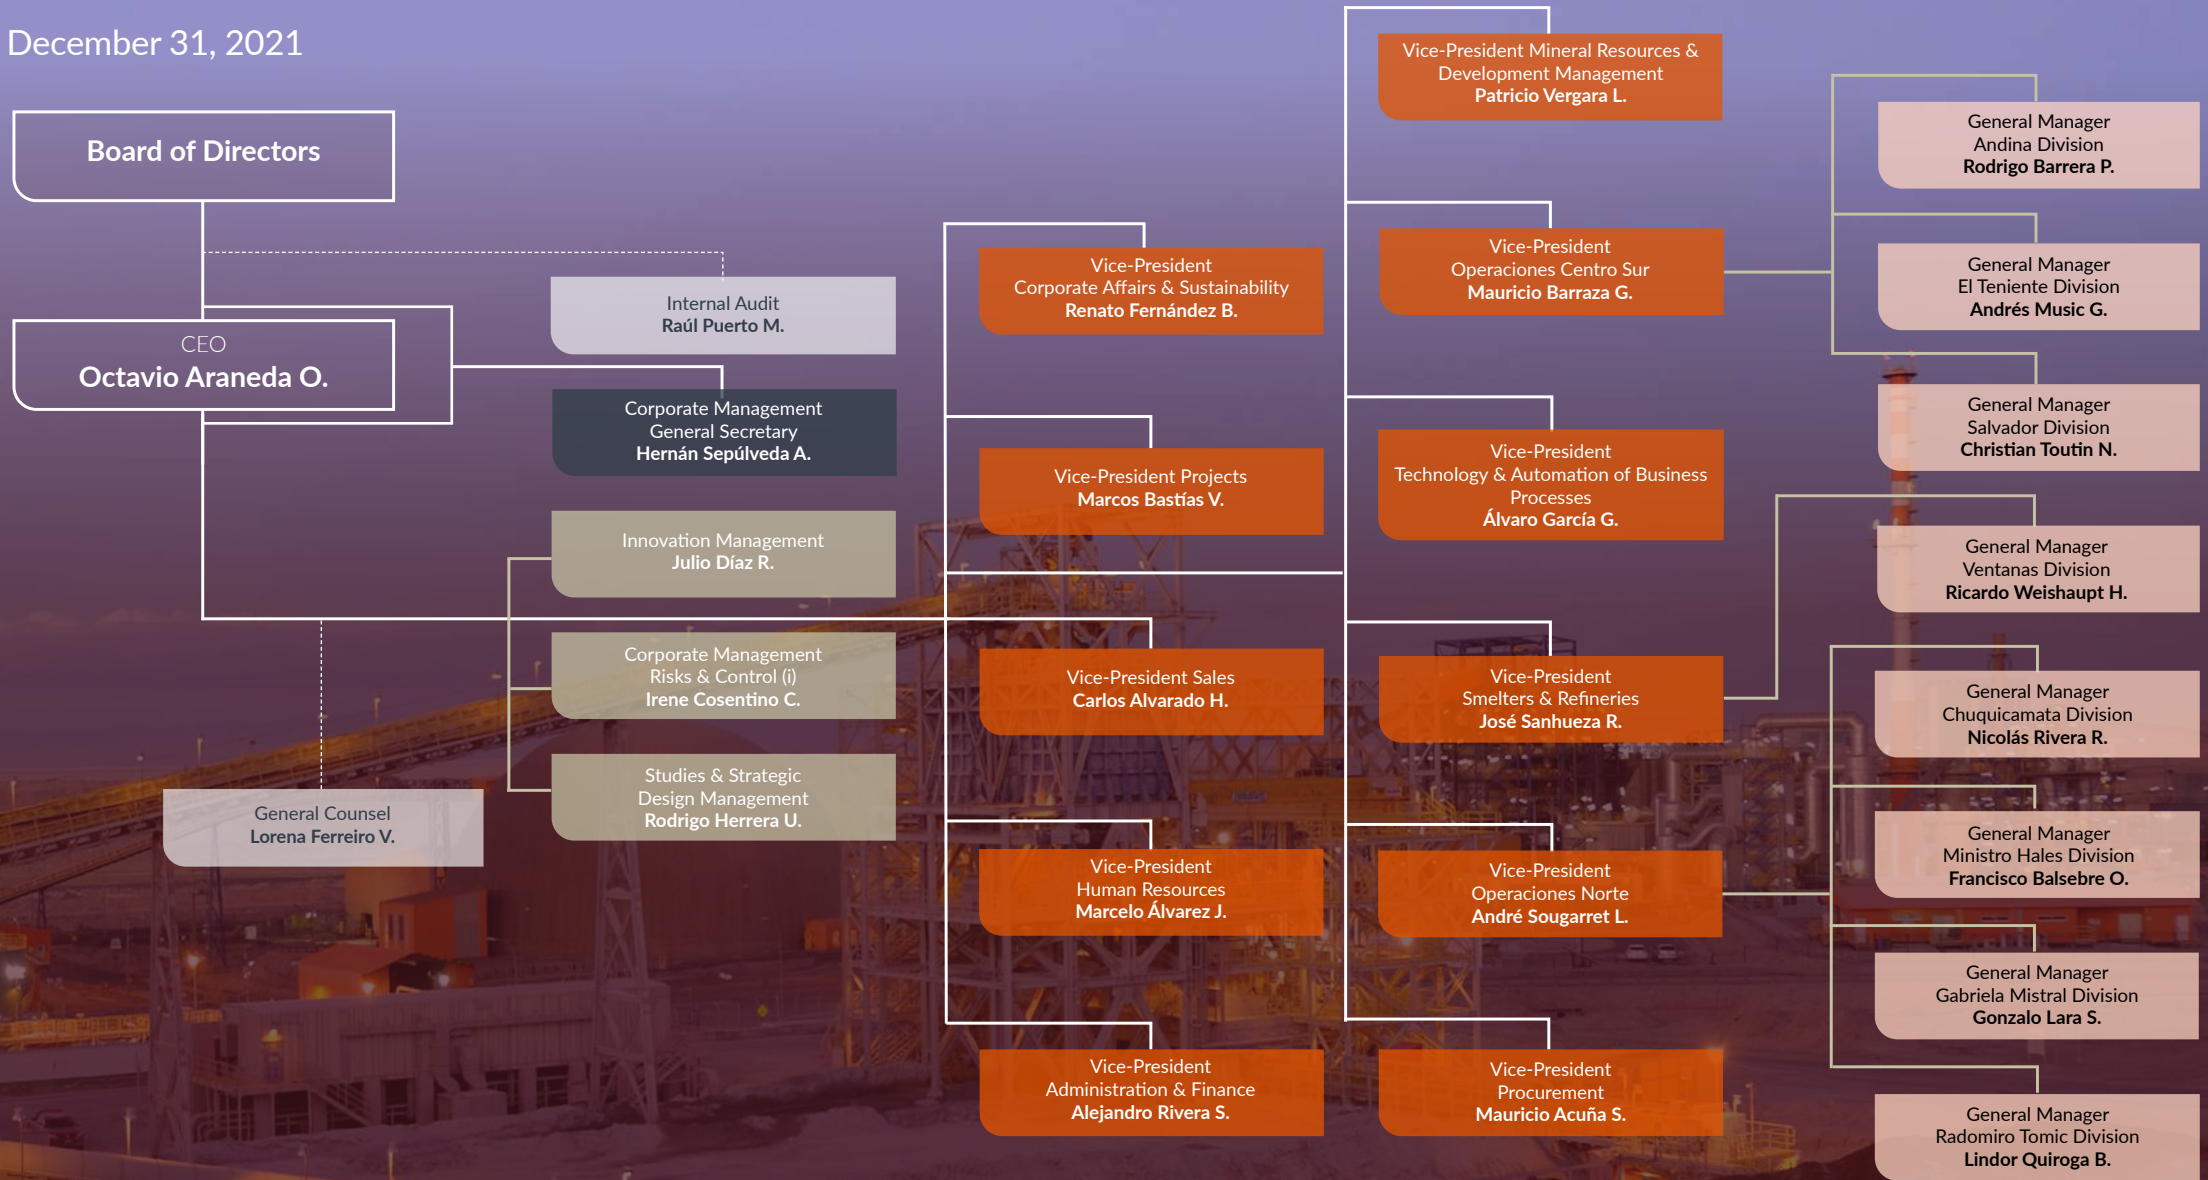 December 31, 2021
Board of Directors
CEO
Octavio Araneda O.
Internal Audit
Raúl Puerto M.
Corporate Management
General Secretary
Hernán Sepúlveda A.
Innovation Management
Julio Díaz R.
Corporate Management
Risks & Control (i)
Irene Cosentino C.
Studies & Strategic
Design Management
Rodrigo Herrera U.
General Counsel
Lorena Ferreiro V.
Vice-President
Corporate Affairs & Sustainability
Renato Fernández B.
Vice-President Projects
Marcos Bastías V.
Vice-President Sales
Carlos Alvarado H.
Vice-President
Human Resources
Marcelo Álvarez J.
Vice-President
Administration & Finance
Alejandro Rivera S.
Vice-President Mineral Resources &
Development Management
Patricio Vergara L.
Vice-President
Operaciones Centro Sur
Mauricio Barraza G.
Vice-President
Technology & Automation of Business
Processes
Álvaro García G.
Vice-President
Smelters & Refineries
José Sanhueza R.
Vice-President
Operaciones Norte
André Sougarret L.
Vice-President
Procurement
Mauricio Acuña S.
General Manager
Andina Division
Rodrigo Barrera P.
General Manager
El Teniente Division
Andrés Music G.
General Manager
Salvador Division
Christian Toutin N.
General Manager
Ventanas Division
Ricardo Weishaupt H.
General Manager
Chuquicamata Division
Nicolás Rivera R.
General Manager
Ministro Hales Division
Francisco Balsebre O.
General Manager
Gabriela Mistral Division
Gonzalo Lara S.
General Manager
Radomiro Tomic Division
Lindor Quiroga B.